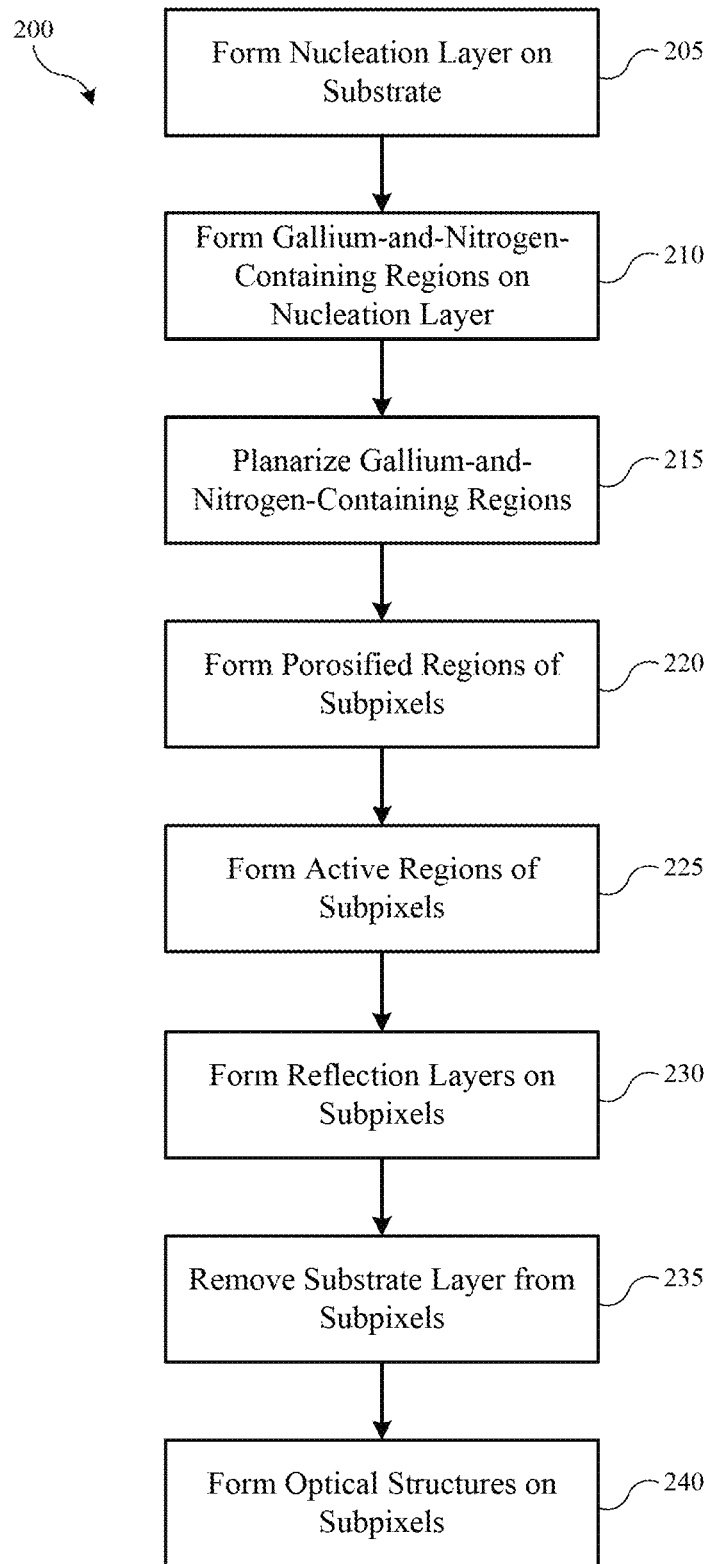 200
Form Nucleation Layer on
Substrate
205
Form Gallium-and-Nitrogen-
Containing Regions on
Nucleation Layer
210
Planarize Gallium-and-
Nitrogen-Containing Regions
215
Form Porosified Regions of
Subpixels
220
Form Active Regions of
Subpixels
225
Form Reflection Layers on
Subpixels
230
Remove Substrate Layer from
Subpixels
235
Form Optical Structures on
Subpixels
240